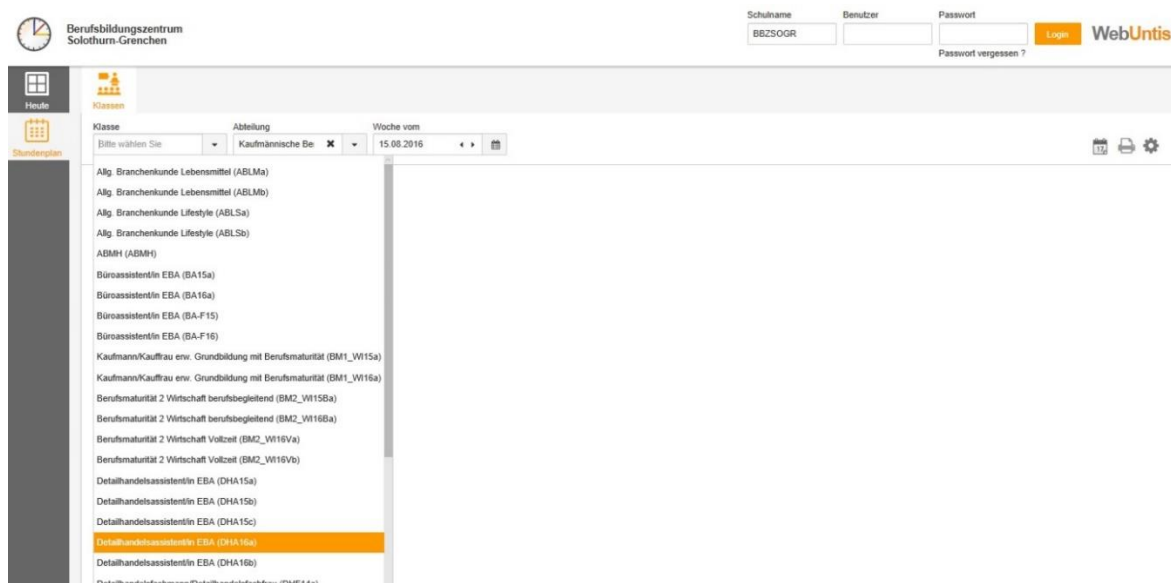 Berufsbildungszentrum
Solothurn-Grenchen
Schulname
Benutzer
Passwort
BBZSOGR
Login
WebUntis
Passwort vergessen ?
Heute
Klassen
Stundenplan
Klasse
Abteilung
Woche vom
Bitte wählen Sie
Kaufmännische Be
15.08.2016
Allg. Branchenkunde Lebensmittel (ABLMa)
Allg. Branchenkunde Lebensmittel (ABLMb)
Allg. Branchenkunde Lifestyle (ABLSa)
Allg. Branchenkunde Lifestyle (ABLSb)
ABMH (ABMH)
Büroassistent/in EBA (BA15a)
Büroassistent/in EBA (BA16a)
Büroassistent/in EBA (BA-F15)
Büroassistent/in EBA (BA-F16)
Kaufmann/Kauffrau erw. Grundbildung mit Berufsmaturität (BM1_WI15a)
Kaufmann/Kauffrau erw. Grundbildung mit Berufsmaturität (BM1_WI16a)
Berufsmaturität 2 Wirtschaft berufsbegleitend (BM2_WI15Ba)
Berufsmaturität 2 Wirtschaft berufsbegleitend (BM2_WI16Ba)
Berufsmaturität 2 Wirtschaft Vollzeit (BM2_WI16Va)
Berufsmaturität 2 Wirtschaft Vollzeit (BM2_WI16Vb)
Detailhandelsassistent/in EBA (DHA15a)
Detailhandelsassistent/in EBA (DHA15b)
Detailhandelsassistent/in EBA (DHA15c)
Detailhandelsassistent/in EBA (DHA16a)
Detailhandelsassistent/in EBA (DHA16b)
Detailhandelsfachmann/Detailhandelsfachfrau